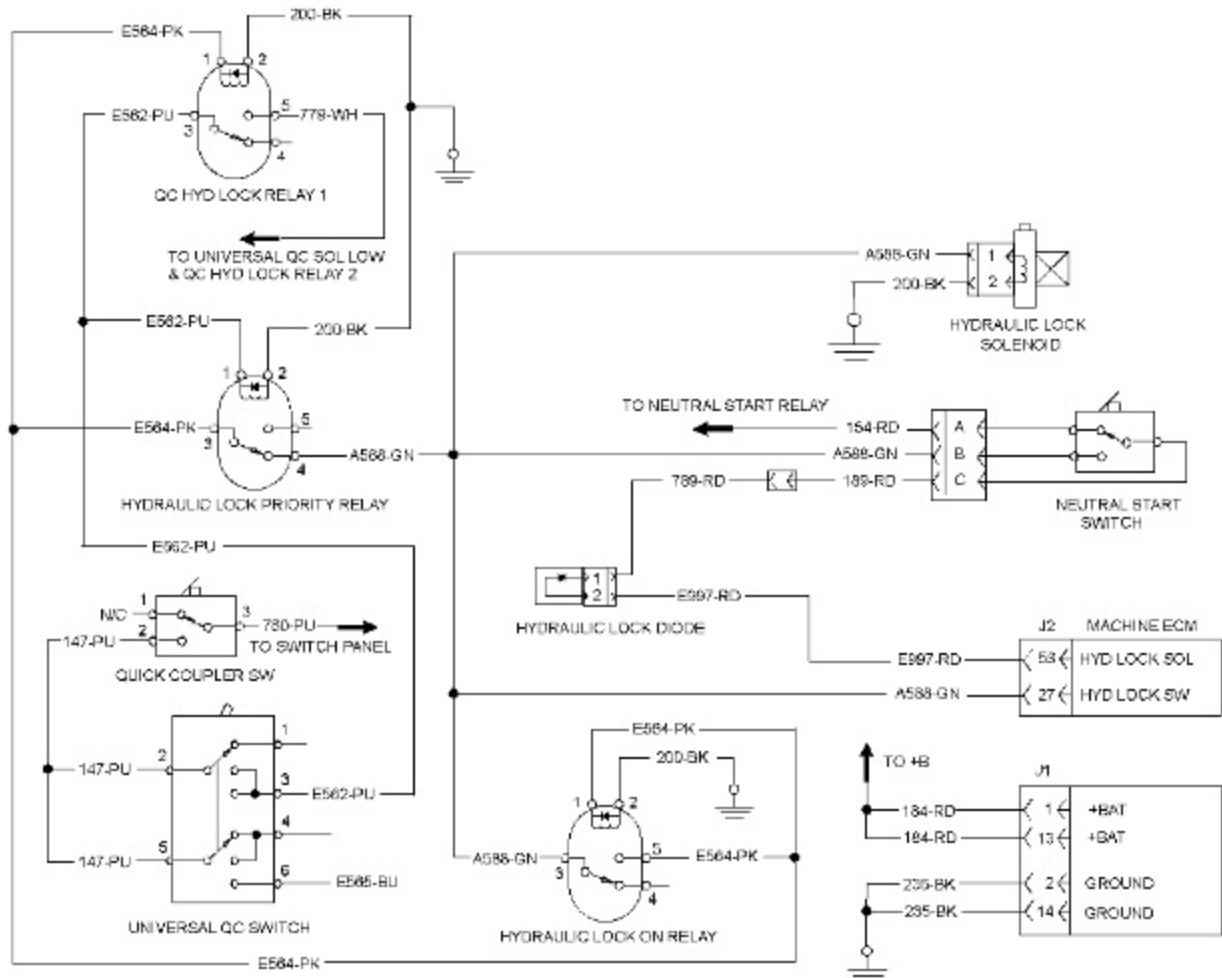 200-BK
E564-PK
1 2
E562-PU 3 5 779-WH
4
QC HYD LOCK RELAY 1
TO UNIVERSAL QC SOL LOW
& QC HYD LOCK RELAY 2
A588-GN 1
200-BK 2
HYDRAULIC LOCK
SOLENOID
E562-PU
200-BK
1 2
E564-PK 3 5
4 A588-GN
HYDRAULIC LOCK PRIORITY RELAY
TO NEUTRAL START RELAY
154-RD A
A588-GN B
789-RD 189-RD C
NEUTRAL START
SWITCH
E562-PU
1
2 E997-RD
HYDRAULIC LOCK DIODE
N/C 1 3 780-PU
147-PU 2
TO SWITCH PANEL
QUICK COUPLER SW
J2 MACHINE ECM
E997-RD 53 HYD LOCK SOL
A588-GN 27 HYD LOCK SW
1
147-PU 2
3 E562-PU
4
147-PU 5
6 E565-BU
UNIVERSAL QC SWITCH
E564-PK
200-BK
1 2
A588-GN 3 5 E564-PK
4
HYDRAULIC LOCK ON RELAY
TO +B
J1
184-RD 1 +BAT
184-RD 13 +BAT
235-BK 2 GROUND
235-BK 14 GROUND
E564-PK